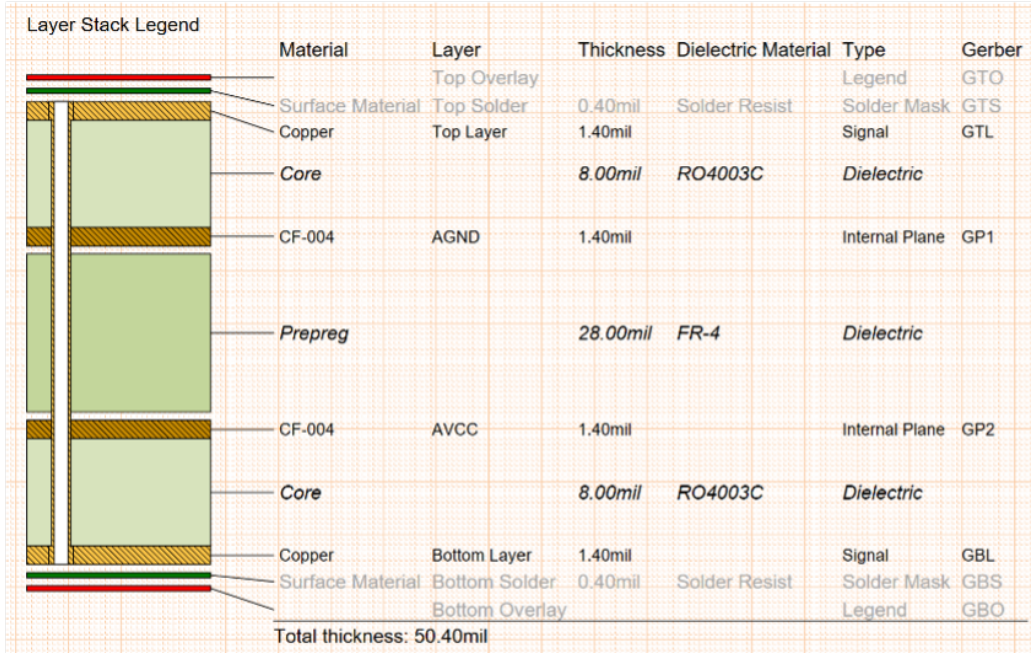 Layer Stack Legend
Material Layer Thickness Dielectric Material Type Gerber
Top Overlay Legend GTO
Surface Material Top Solder 0.40mil Solder Resist Solder Mask GTS
Copper Top Layer 1.40mil Signal GTL
Core 8.00mil RO4003C Dielectric
CF-004 AGND 1.40mil Internal Plane GP1
Prepreg 28.00mil FR-4 Dielectric
CF-004 AVCC 1.40mil Internal Plane GP2
Core 8.00mil RO4003C Dielectric
Copper Bottom Layer 1.40mil Signal GBL
Surface Material Bottom Solder 0.40mil Solder Resist Solder Mask GBS
Bottom Overlay Legend GBO
Total thickness: 50.40mil